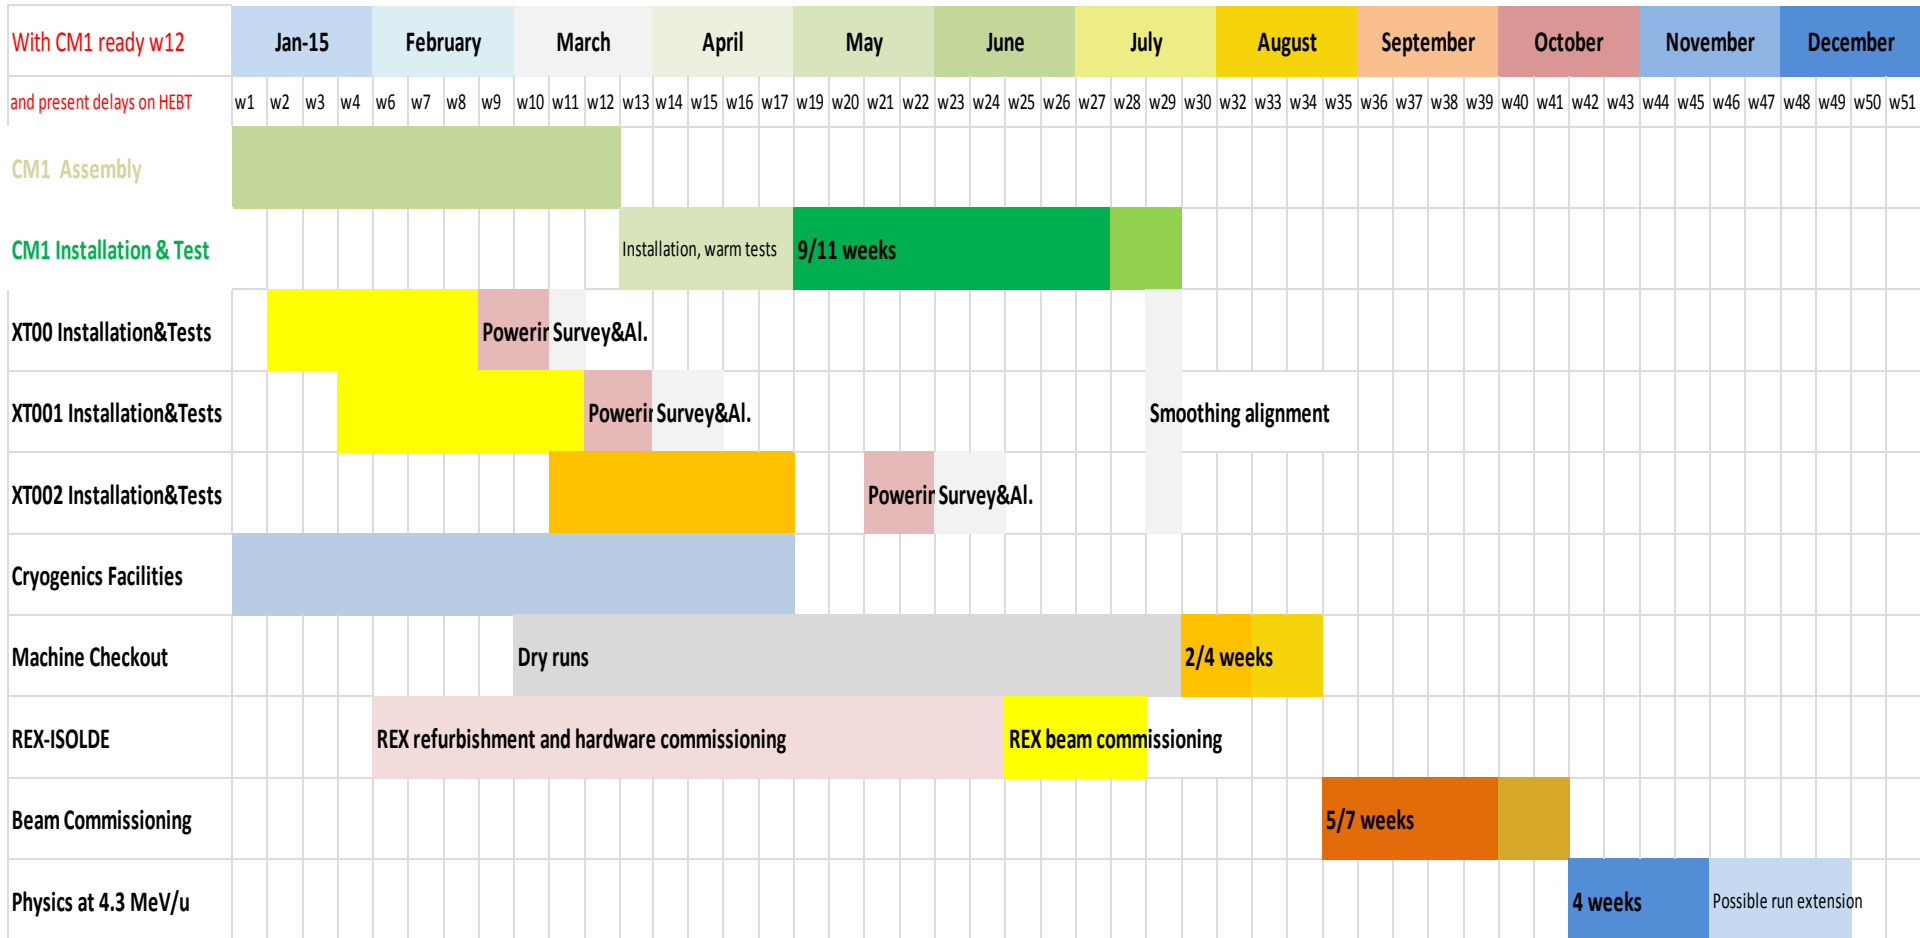 With CM1 ready w12 Jan-15 February March April May June July August September October November December
and present delays on HEBT w1 w2 w3 w4 w6 w7 w8 w9 w10 w11 w12 w13 w14 w15 w16 w17 w19 w20 w21 w22 w23 w24 w25 w26 w27 w28 w29 w30 w32 w33 w34 w35 w36 w37 w38 w39 w40 w41 w42 w43 w44 w45 w46 w47 w48 w49 w50 w51
CM1 Assembly
CM1 Installation & Test Installation, warm tests 9/11 weeks
XT00 Installation&Tests Powerin Survey&Al.
XT001 Installation&Tests Powerin Survey&Al. Smoothing alignment
XT002 Installation&Tests Powerin Survey&Al.
Cryogenics Facilities
Machine Checkout Dry runs 2/4 weeks
REX-ISOLDE REX refurbishment and hardware commissioning REX beam commissioning
Beam Commissioning 5/7 weeks
Physics at 4.3 MeV/u 4 weeks Possible run extension